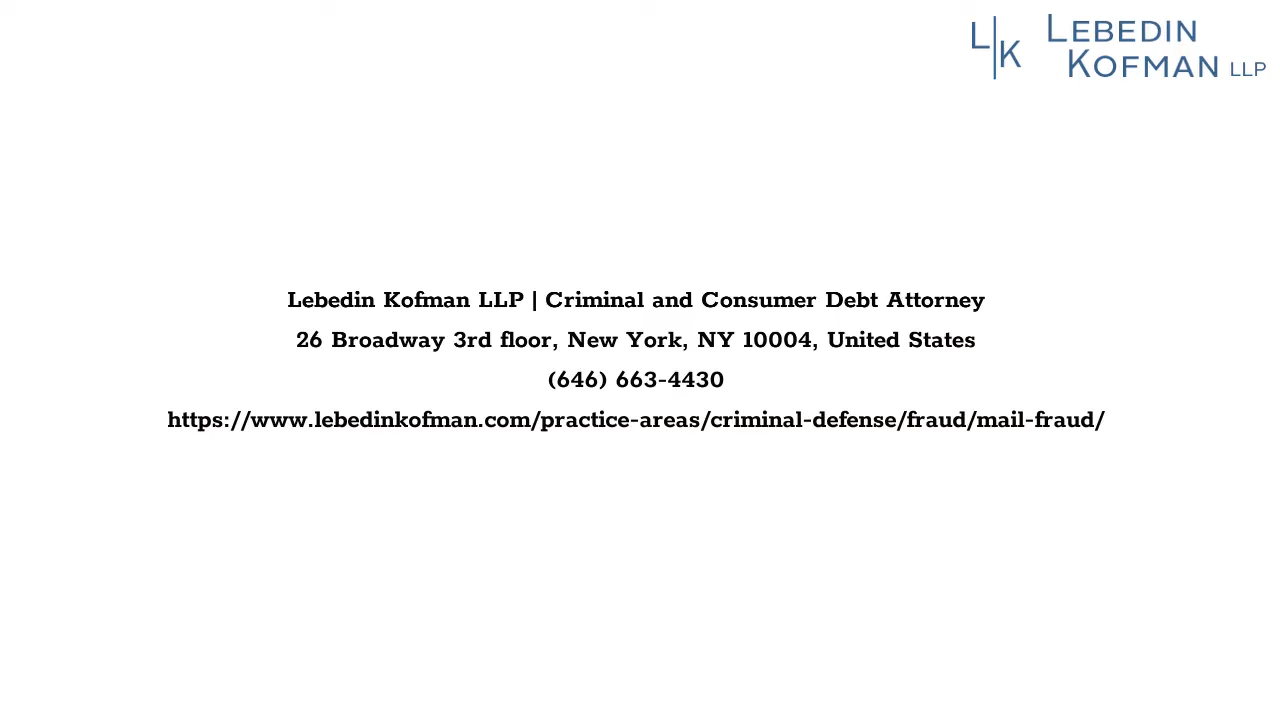 L K LEBEDIN
KOFMAN LLP
Lebedin Kofman LLP | Criminal and Consumer Debt Attorney
26 Broadway 3rd floor, New York, NY 10004, United States
(646) 663-4430
https://www.lebedinkofman.com/practice-areas/criminal-defense/fraud/mail-fraud/